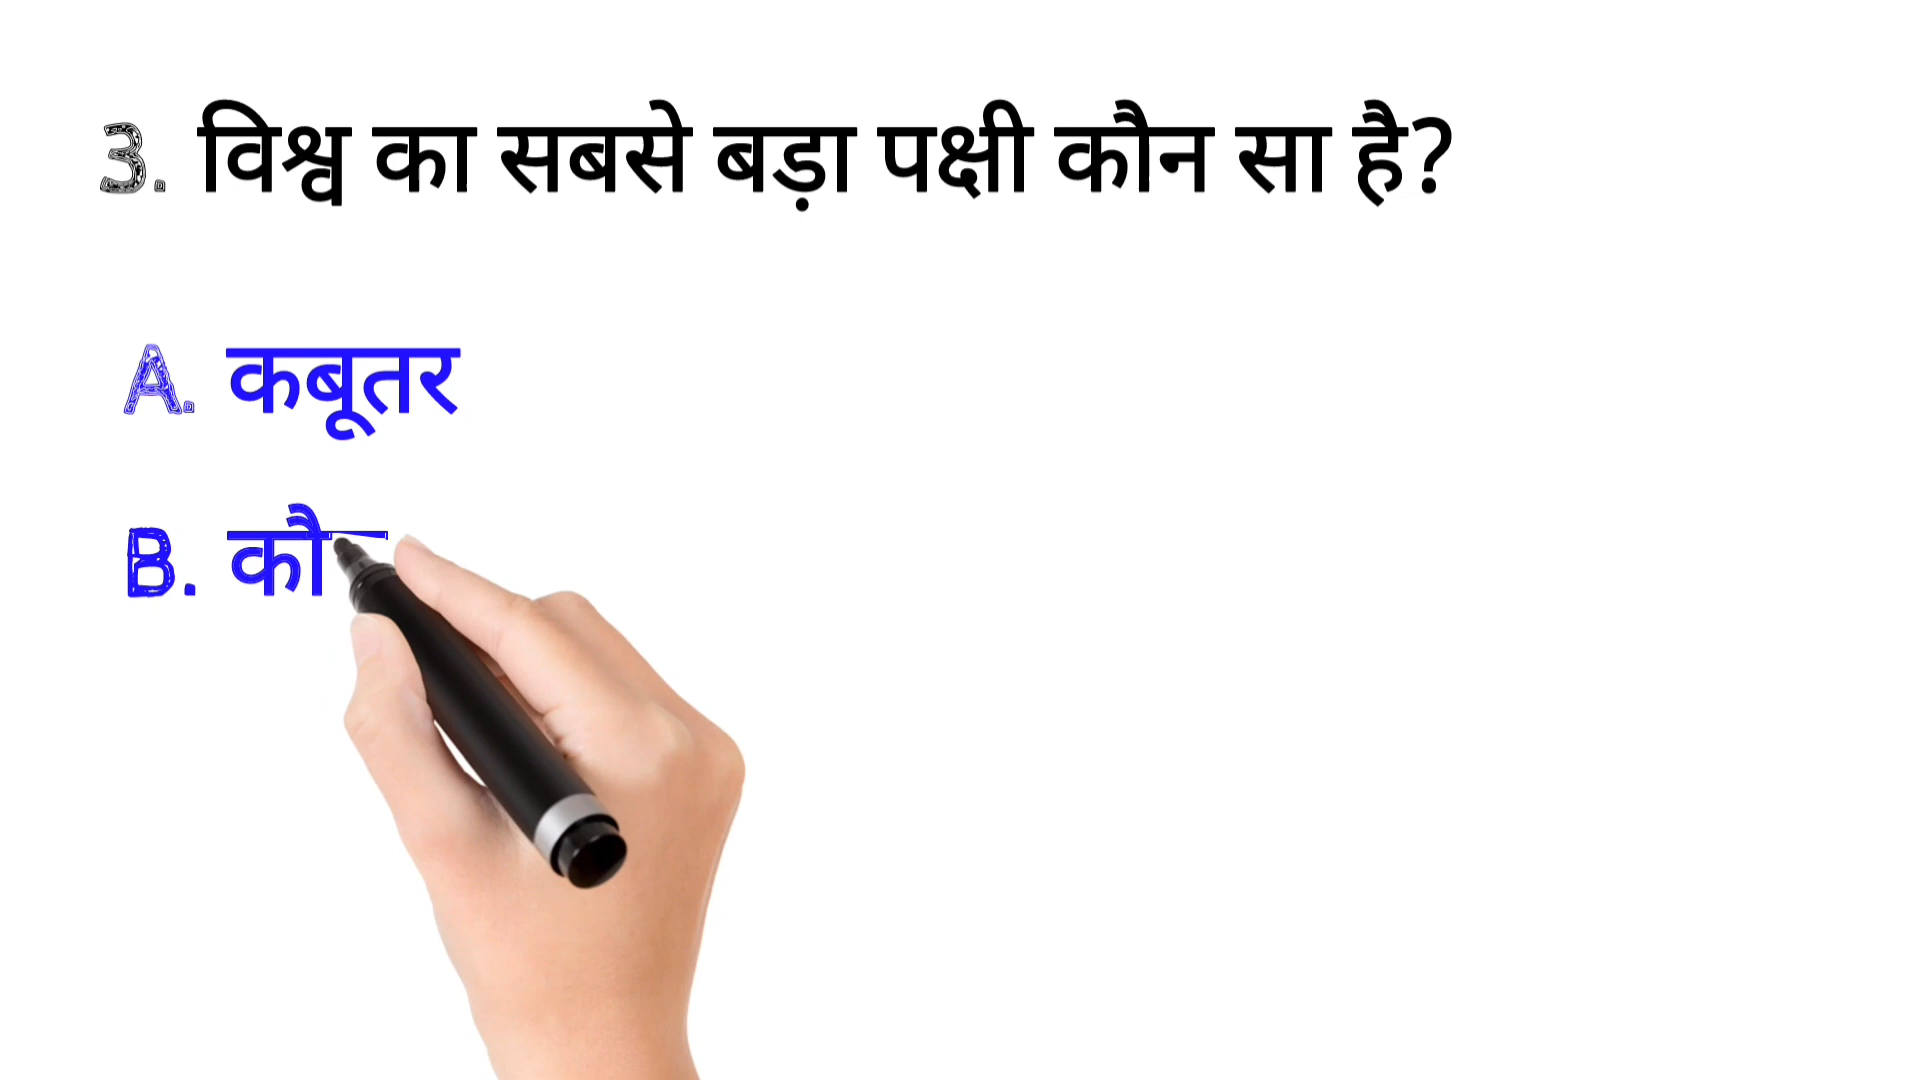 3. विश्व का सबसे बड़ा पक्षी कौन सा है?
A. कबूतर
B. कौ